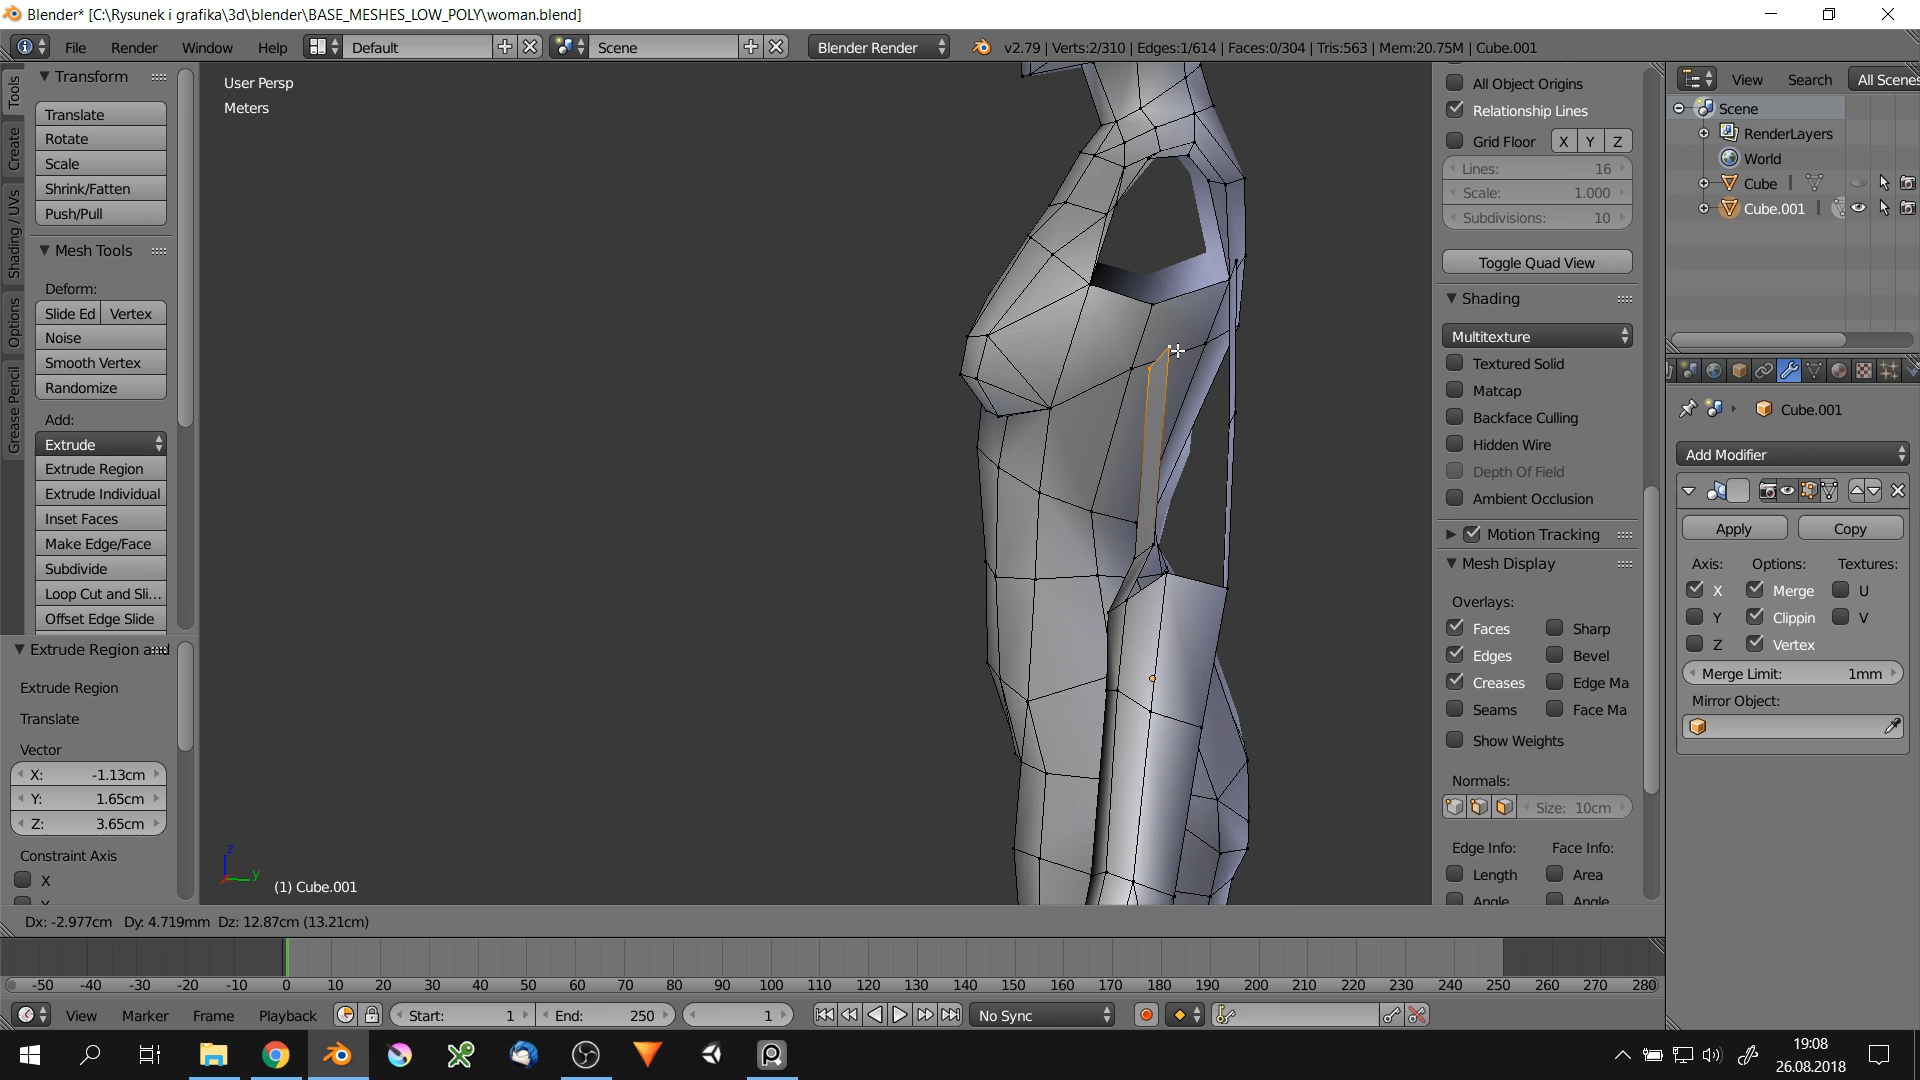 Blender* [C:\Rysunek i grafika\3d\blender\BASE_MESHES_LOW_POLY\woman.blend]
File Render Window Help Default Scene Blender Render v2.79 | Verts:2/310 | Edges:1/614 | Faces:0/304 | Tris:563 | Mem:20.75M | Cube.001
Tools
Create
Shading / UVs
Options
Grease Pencil
Transform
Translate
Rotate
Scale
Shrink/Fatten
Push/Pull
Mesh Tools
Deform:
Slide Ed Vertex
Noise
Smooth Vertex
Randomize
Add:
Extrude
Extrude Region
Extrude Individual
Inset Faces
Make Edge/Face
Subdivide
Loop Cut and Sli...
Offset Edge Slide
Extrude Region and
Extrude Region
Translate
Vector
X: -1.13cm
Y: 1.65cm
Z: 3.65cm
Constraint Axis
X
User Persp
Meters
z
y
(1) Cube.001
All Object Origins
Relationship Lines
Grid Floor X Y Z
Lines: 16
Scale: 1.000
Subdivisions: 10
Toggle Quad View
Shading
Multitexture
Textured Solid
Matcap
Backface Culling
Hidden Wire
Depth Of Field
Ambient Occlusion
Motion Tracking
Mesh Display
Overlays:
Faces Sharp
Edges Bevel
Creases Edge Ma
Seams Face Ma
Show Weights
Normals:
Size: 10cm
Edge Info: Face Info:
Length Area
Angle Angle
View Search All Scenes
Scene
RenderLayers
World
Cube
Cube.001
Cube.001
Add Modifier
Apply Copy
Axis: Options: Textures:
X Merge U
Y Clippin V
Z Vertex
Merge Limit: 1mm
Mirror Object:
Dx: -2.977cm Dy: 4.719mm Dz: 12.87cm (13.21cm)
-50 -40 -30 -20 -10 0 10 20 30 40 50 60 70 80 90 100 110 120 130 140 150 160 170 180 190 200 210 220 230 240 250 260 270 280
View Marker Frame Playback Start: 1 End: 250 1 No Sync
19:08
26.08.2018